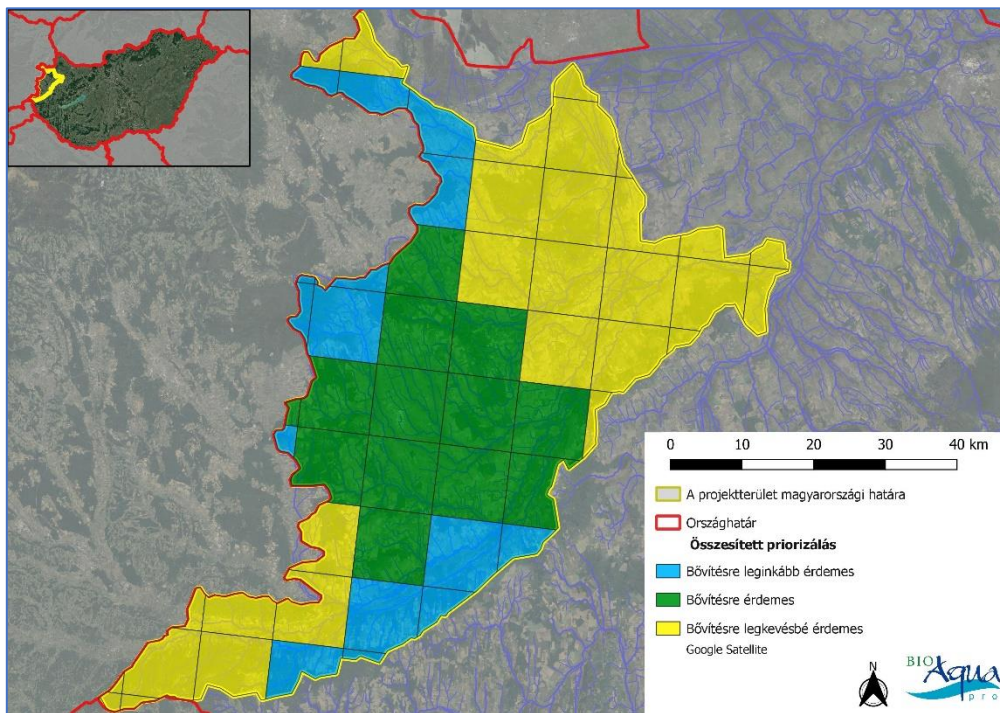 0 10 20 30 40 km
A projektterület magyarországi határa
Országhatár
Összesített priorizálás
Bővítésre leginkább érdemes
Bővítésre érdemes
Bővítésre legkevésbé érdemes
Google Satellite
N
BIO
Aqua
pro